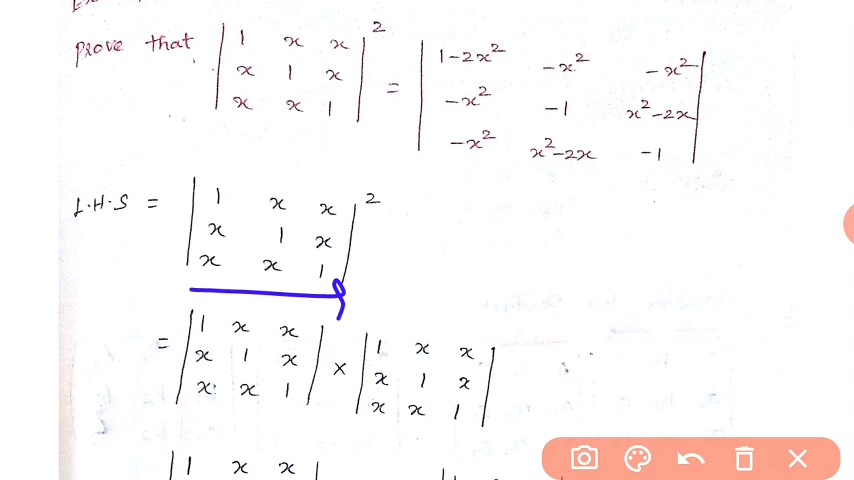 prove that | 1 x x |² = | 1-2x² -x² -x² |
| x 1 x | | -x² -1 x²-2x |
| x x 1 | | -x² x²-2x -1 |
L.H.S = | 1 x x |²
| x 1 x |
| x x 1 |
= | 1 x x | × | 1 x x |
| x 1 x | | x 1 x |
| x x 1 | | x x 1 |
| 1 x x |